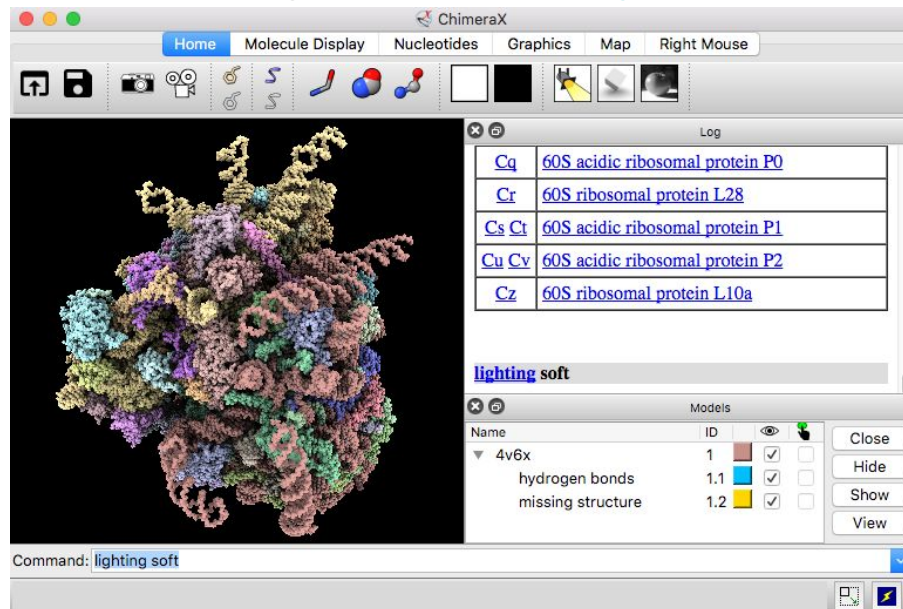 ChimeraX
Home Molecule Display Nucleotides Graphics Map Right Mouse
Log
Cq 60S acidic ribosomal protein P0
Cr 60S ribosomal protein L28
Cs Ct 60S acidic ribosomal protein P1
Cu Cv 60S acidic ribosomal protein P2
Cz 60S ribosomal protein L10a
lighting soft
Models
Name ID
4v6x 1
hydrogen bonds 1.1
missing structure 1.2
Close
Hide
Show
View
Command: lighting soft